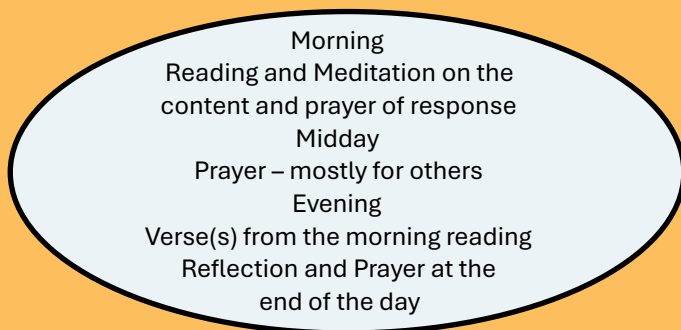 Morning
Reading and Meditation on the
content and prayer of response
Midday
Prayer – mostly for others
Evening
Verse(s) from the morning reading
Reflection and Prayer at the
end of the day